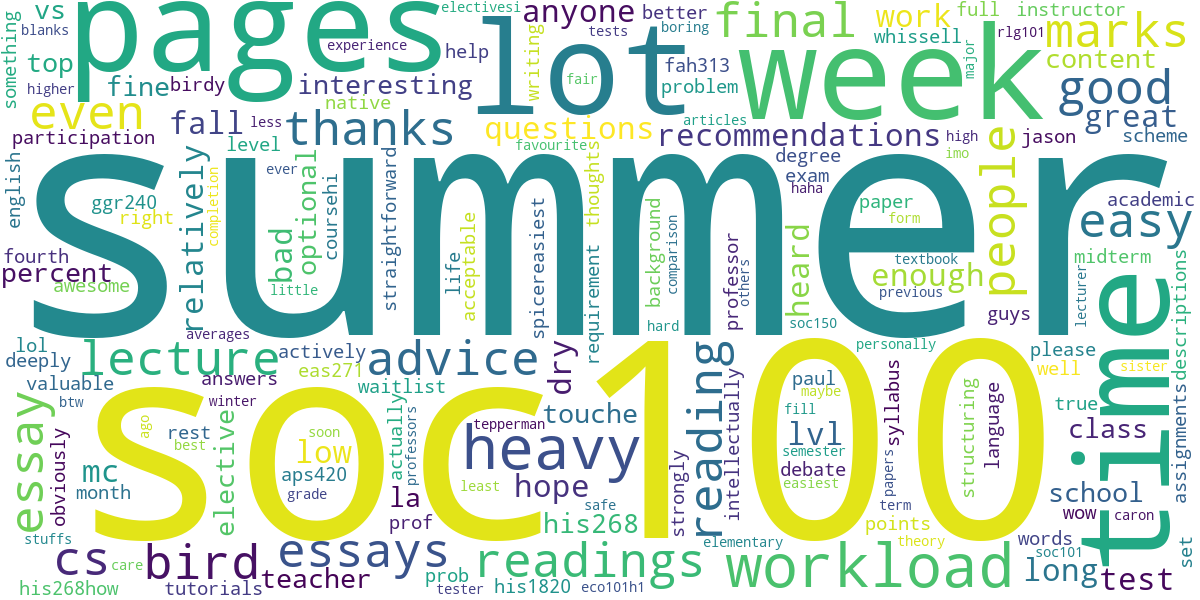 something
vs
blanks
pages
electivesi
anyone
better
final
work
full
instructor
whissell
rlg101
marks
top
higher
fine
birdy
experience
help
tests
boring
interesting
native
lot
writing
fair
fah313
problem
week
major
content
good
great
even
participation
fall
less
thanks
questions
articles
favourite
recommendations
high
imo
jason
scheme
english
level
ever
degree
exam
haha
people
summer
ggr240
right
completion
relatively
bad
optional
coursehi
straightforward
little
life
acceptable
spicereasiest
requirement
thoughts
background
comparison
professor
others
heard
soc150
paper
form
textbook
enough
previous
guys
easy
academic
midterm
lecturer
time
descriptions
fourth
percent
awesome
averages
hard
lol
deeply
lecture
actively
eas271
advice
dry
personally
please
well
sister
valuable
btw
answers
winter
waitlist
reading
intellectually
paul
maybe
fill
syllabus
true
assignments
essay
obviously
mc
month
ago
rest
best
elective
soon
low
aps420
grade
actually
professors
tepperman
heavy
touche
soc100
lvl
semester
debate
easiest
papers
structuring
language
class
stuffs
la
prof
least
hope
safe
his268
strongly
term
points
theory
school
wow
caron
words
soc101
set
cs
care
bird
essays
readings
elementary
workload
long
test
his268how
tutorials
teacher
prob
tester
his1820
eco101h1